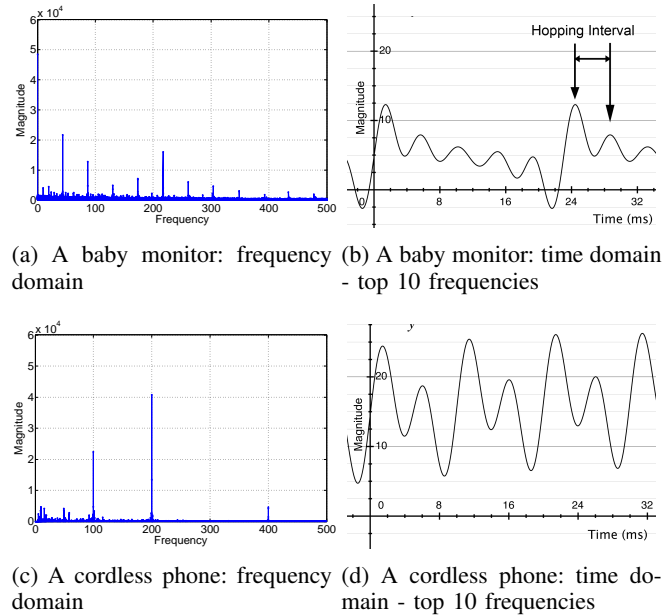 6 x 10^4
5
4
3
2
1
0
Magnitude
0 100 200 300 400 500
Frequency
Hopping Interval
20
10
Magnitude
0 8 16 24 32
Time (ms)
(a) A baby monitor: frequency domain
(b) A baby monitor: time domain - top 10 frequencies
6 x 10^4
5
4
3
2
1
0
Magnitude
0 100 200 300 400 500
Frequency
y
20
10
Magnitude
0 8 16 24 32
Time (ms)
(c) A cordless phone: frequency domain
(d) A cordless phone: time do-
main - top 10 frequencies